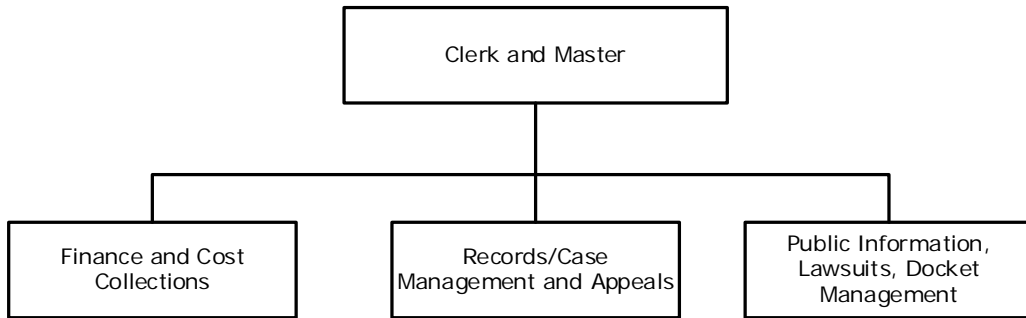 Clerk and Master
Finance and Cost
Collections
Records/Case
Management and Appeals
Public Information,
Lawsuits, Docket
Management